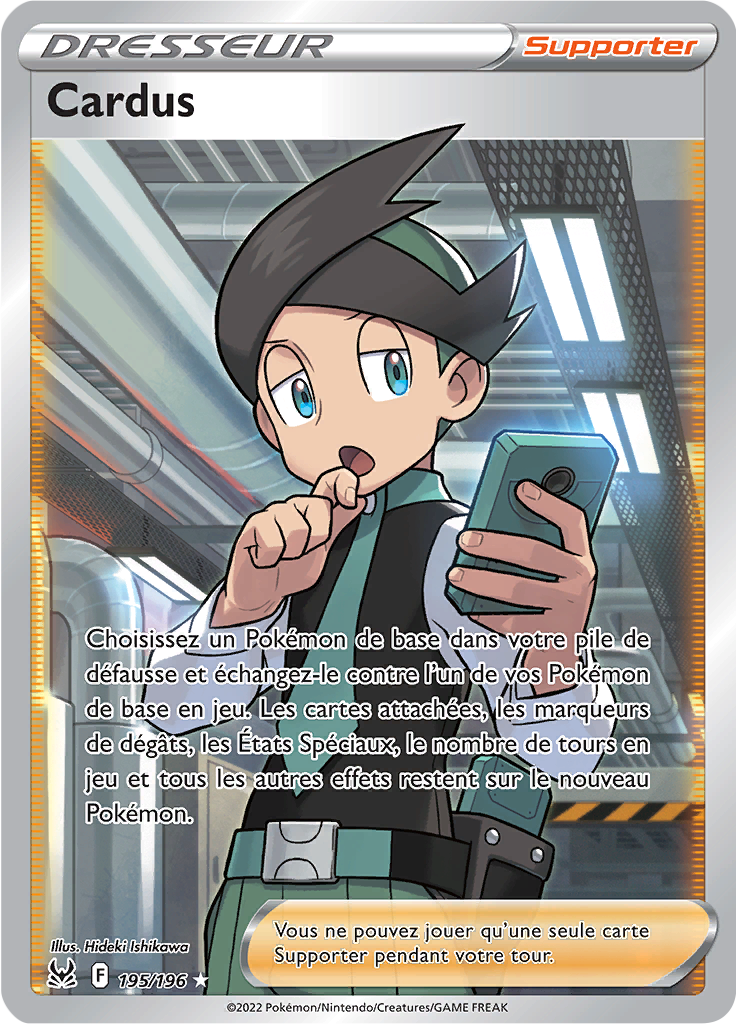 DRESSEUR
Supporter
Cardus
Choisissez un Pokémon de base dans votre pile de
défausse et échangez-le contre l'un de vos Pokémon
de base en jeu. Les cartes attachées, les marqueurs
de dégâts, les États Spéciaux, le nombre de tours en
jeu et tous les autres effets restent sur le nouveau
Pokémon.
Vous ne pouvez jouer qu'une seule carte
Supporter pendant votre tour.
Illus. Hideki Ishikawa
F 195/196 ★
©2022 Pokémon/Nintendo/Creatures/GAME FREAK